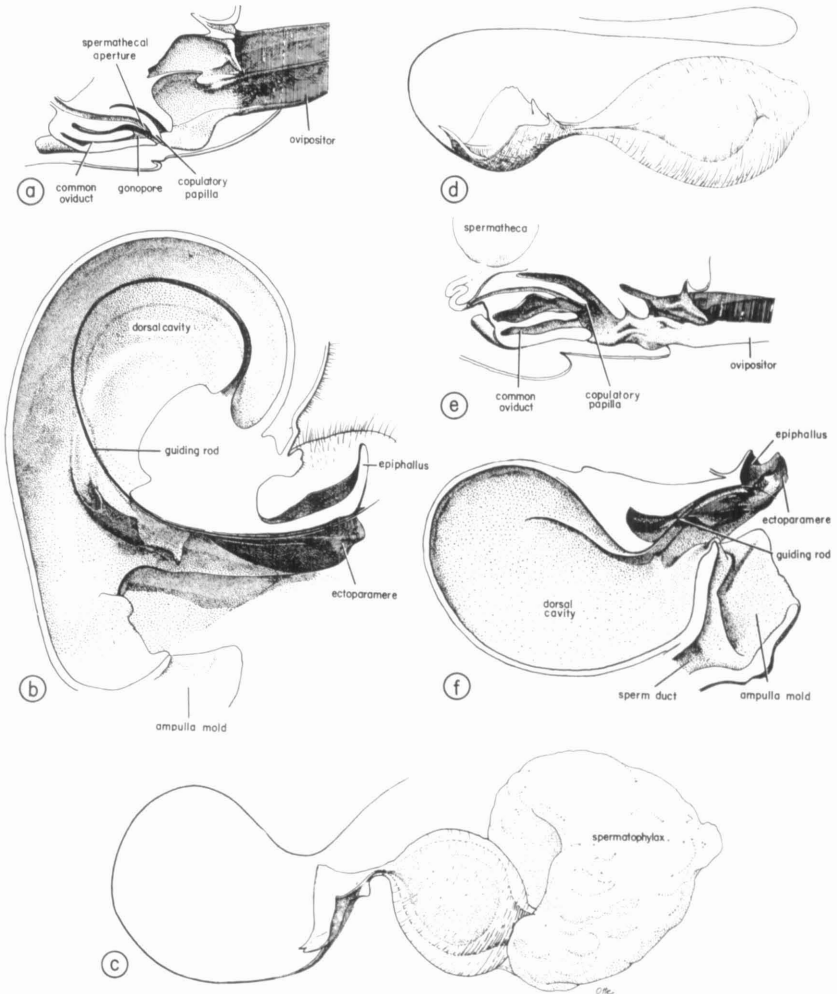 spermathecal
aperture
ovipositor
common
oviduct
gonopore
copulatory
papilla
a
d
spermatheca
common
oviduct
copulatory
papilla
ovipositor
e
dorsal cavity
guiding rod
epiphallus
ectoparamere
ampulla mold
b
epiphallus
ectoparamere
guiding rod
dorsal
cavity
sperm duct
ampulla mold
f
spermatophylax
c
Otte